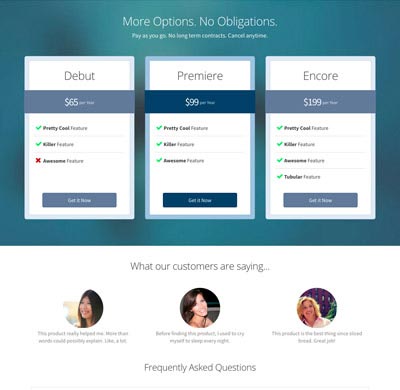 More Options. No Obligations.
Pay as you go. No long term contracts. Cancel anytime.
Debut
$65 per Year
Pretty Cool Feature
Killer Feature
Awesome Feature
Get it Now
Premiere
$99 per Year
Pretty Cool Feature
Killer Feature
Awesome Feature
Get it Now
Encore
$199 per Year
Pretty Cool Feature
Killer Feature
Awesome Feature
Tubular Feature
Get it Now
What our customers are saying...
This product really helped me. More than
words could possibly explain. Like, a lot.
Before finding this product, I used to cry
myself to sleep every night.
This product is the best thing since sliced
bread. Great job!
Frequently Asked Questions